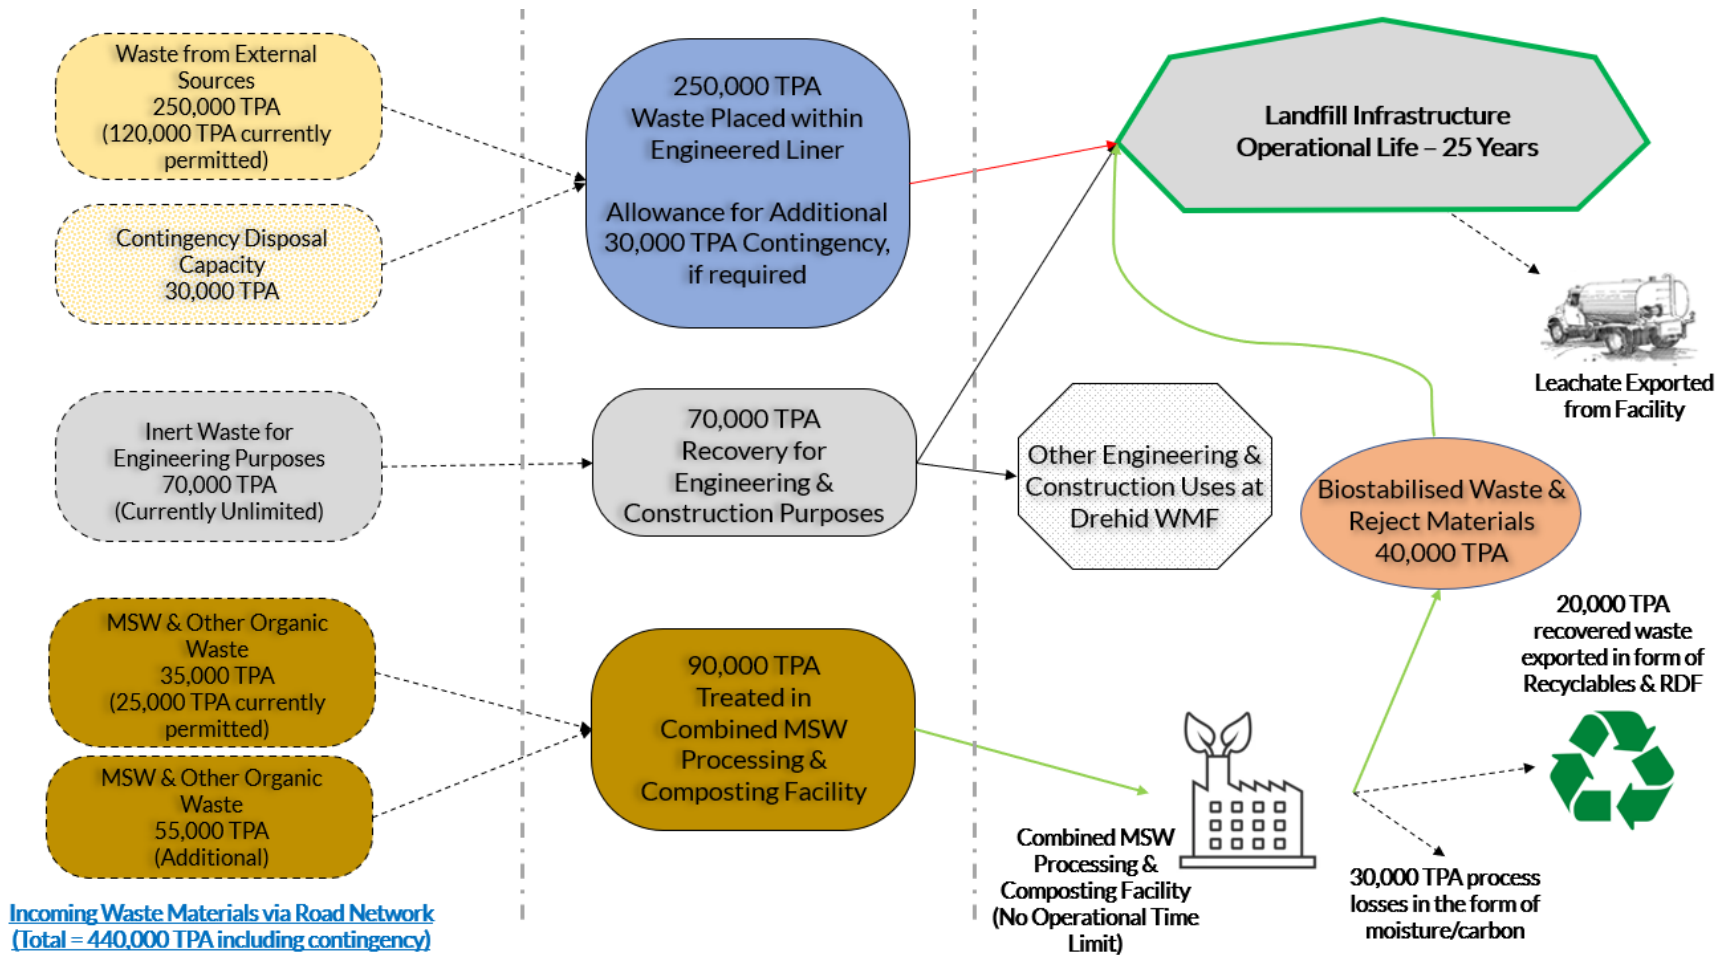 Waste from External
Sources
250,000 TPA
(120,000 TPA currently
permitted)
Contingency Disposal
Capacity
30,000 TPA
Inert Waste for
Engineering Purposes
70,000 TPA
(Currently Unlimited)
MSW & Other Organic
Waste
35,000 TPA
(25,000 TPA currently
permitted)
MSW & Other Organic
Waste
55,000 TPA
(Additional)
Incoming Waste Materials via Road Network
(Total = 440,000 TPA including contingency)
250,000 TPA
Waste Placed within
Engineered Liner
Allowance for Additional
30,000 TPA Contingency,
if required
70,000 TPA
Recovery for
Engineering &
Construction Purposes
90,000 TPA
Treated in
Combined MSW
Processing &
Composting Facility
Landfill Infrastructure
Operational Life – 25 Years
Leachate Exported
from Facility
Other Engineering &
Construction Uses at
Drehid WMF
Biostabilised Waste &
Reject Materials
40,000 TPA
20,000 TPA
recovered waste
exported in form of
Recyclables & RDF
Combined MSW
Processing &
Composting Facility
(No Operational Time
Limit)
30,000 TPA process
losses in the form of
moisture/carbon